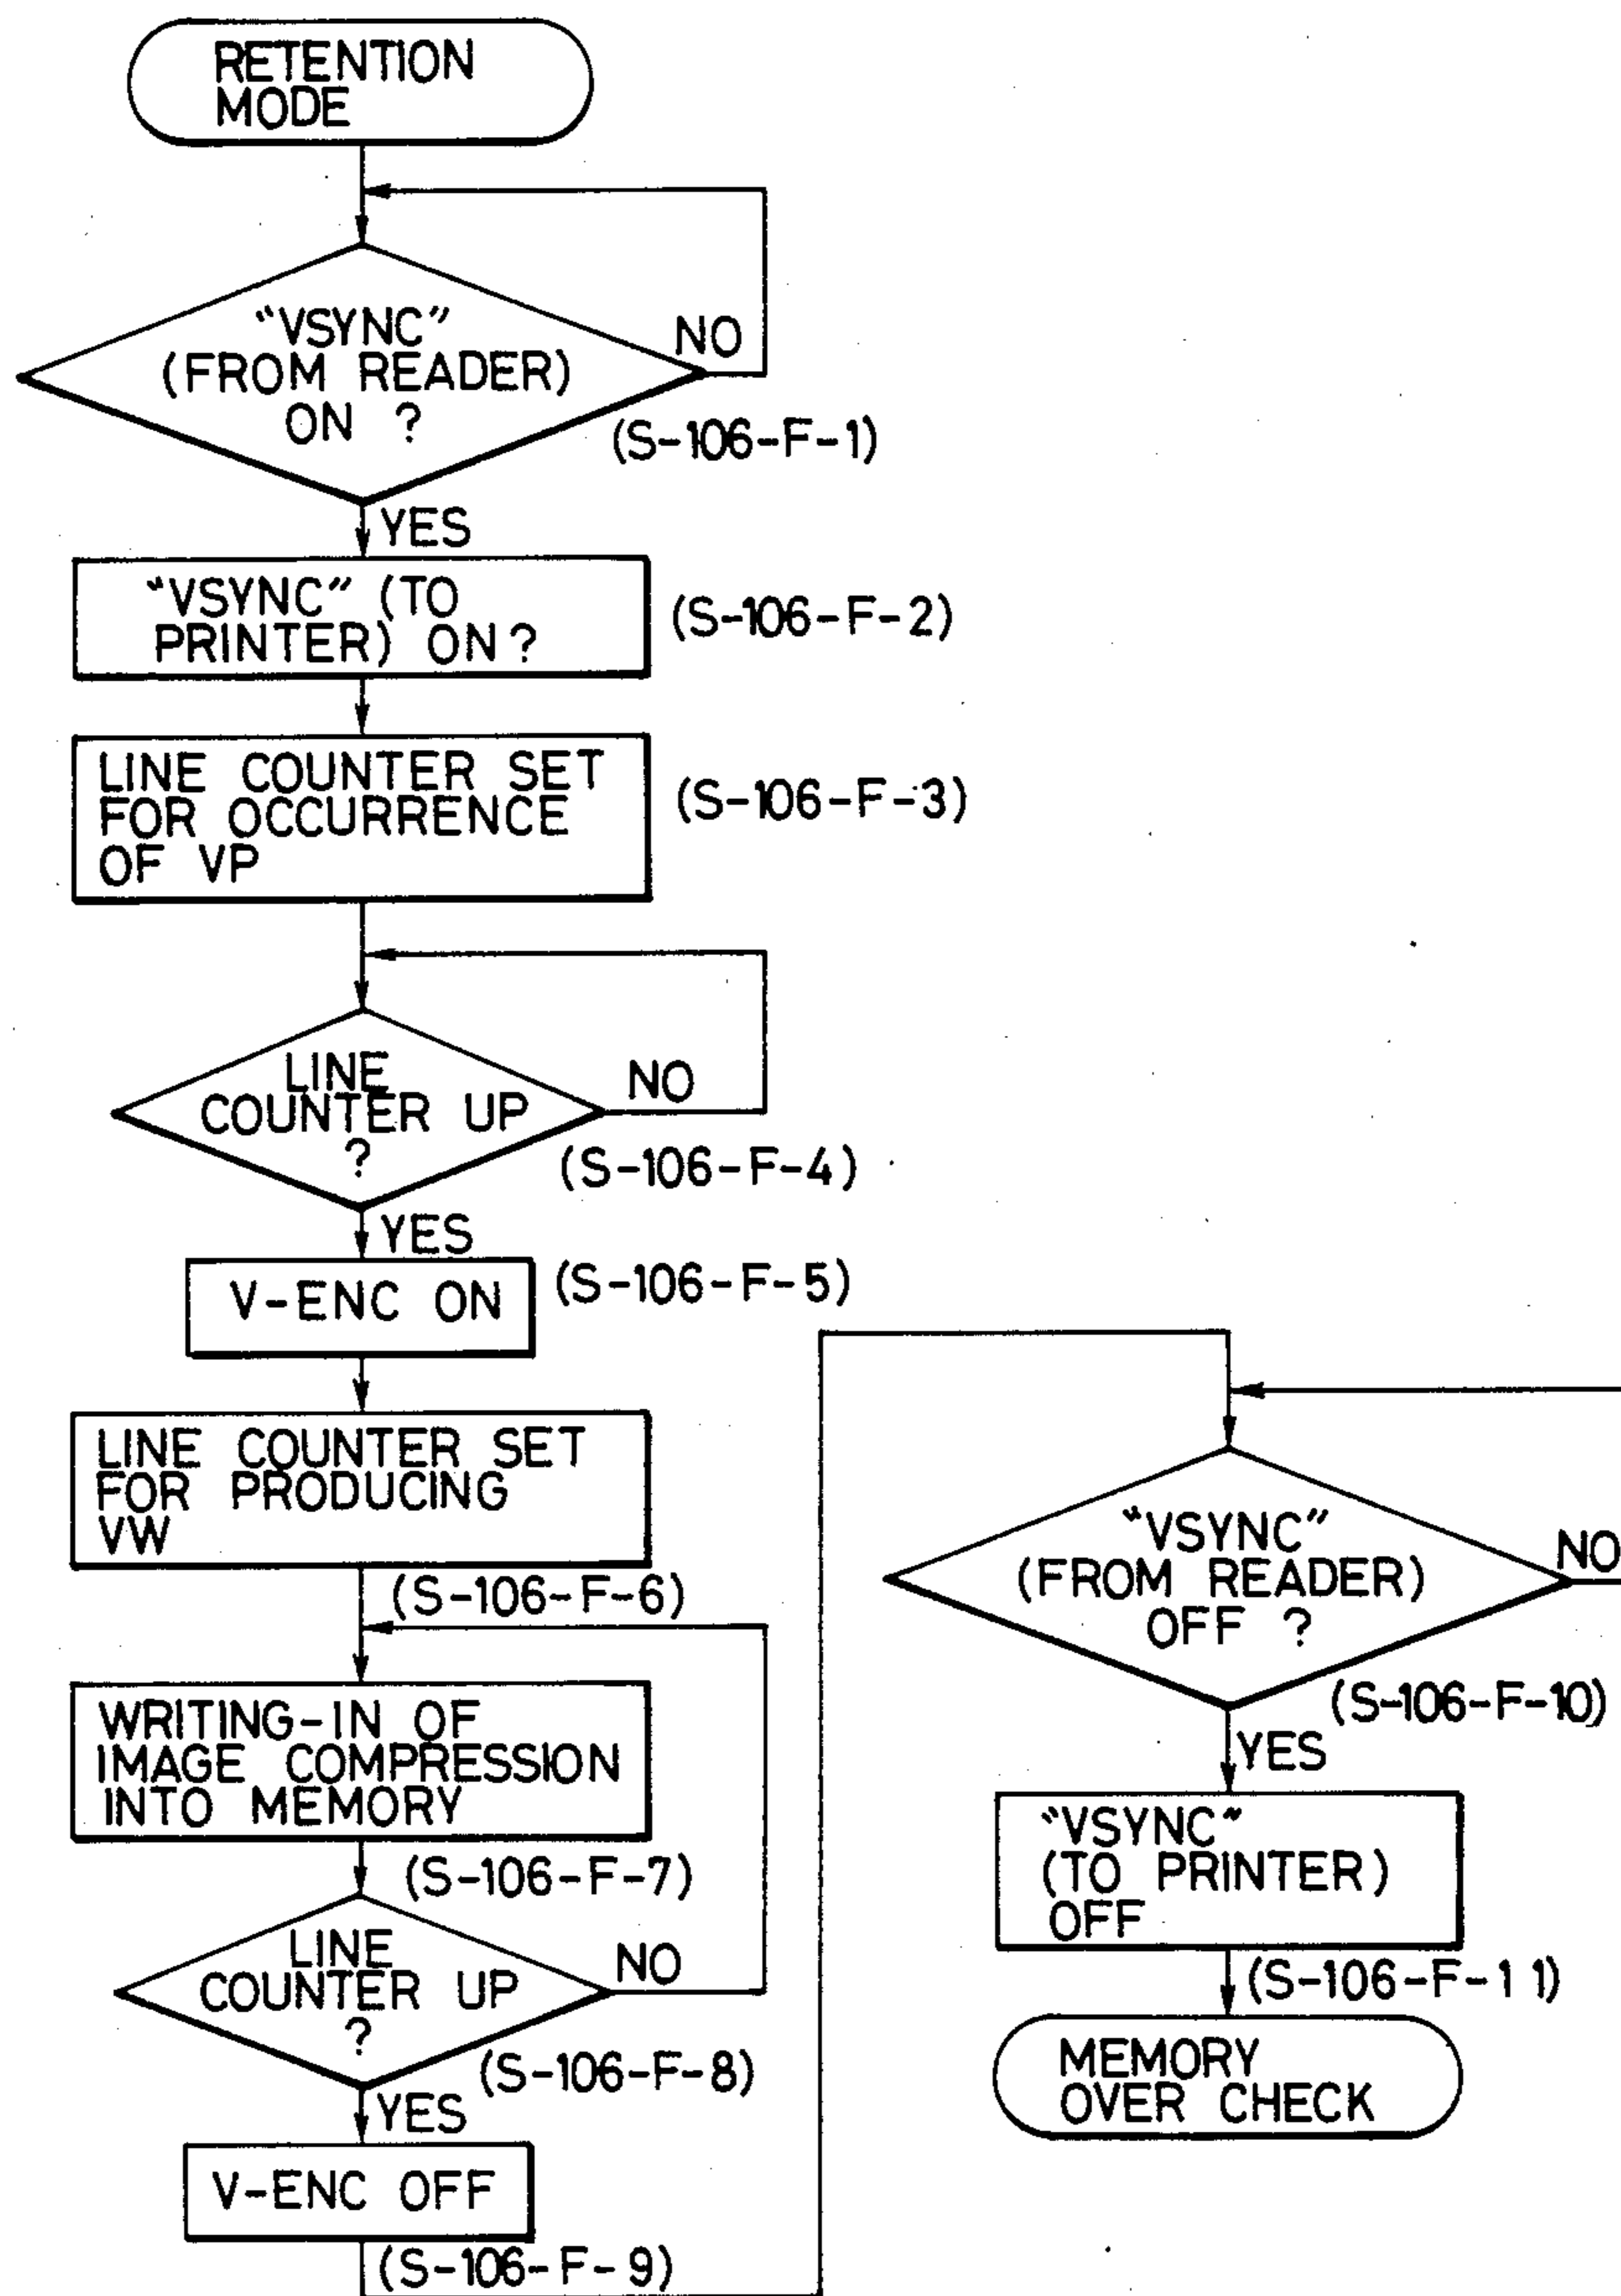 RETENTION
MODE
“VSYNC”
(FROM READER)
ON ?
NO
(S-106-F-1)
YES
“VSYNC” (TO
PRINTER) ON?
(S-106-F-2)
LINE COUNTER SET
FOR OCCURRENCE
OF VP
(S-106-F-3)
LINE
COUNTER UP
?
NO
(S-106-F-4)
YES
V-ENC ON
(S-106-F-5)
LINE COUNTER SET
FOR PRODUCING
VW
(S-106-F-6)
WRITING-IN OF
IMAGE COMPRESSION
INTO MEMORY
(S-106-F-7)
LINE
COUNTER UP
?
NO
(S-106-F-8)
YES
V-ENC OFF
(S-106-F-9)
“VSYNC”
(FROM READER)
OFF ?
NO
(S-106-F-10)
YES
“VSYNC”
(TO PRINTER)
OFF
(S-106-F-11)
MEMORY
OVER CHECK